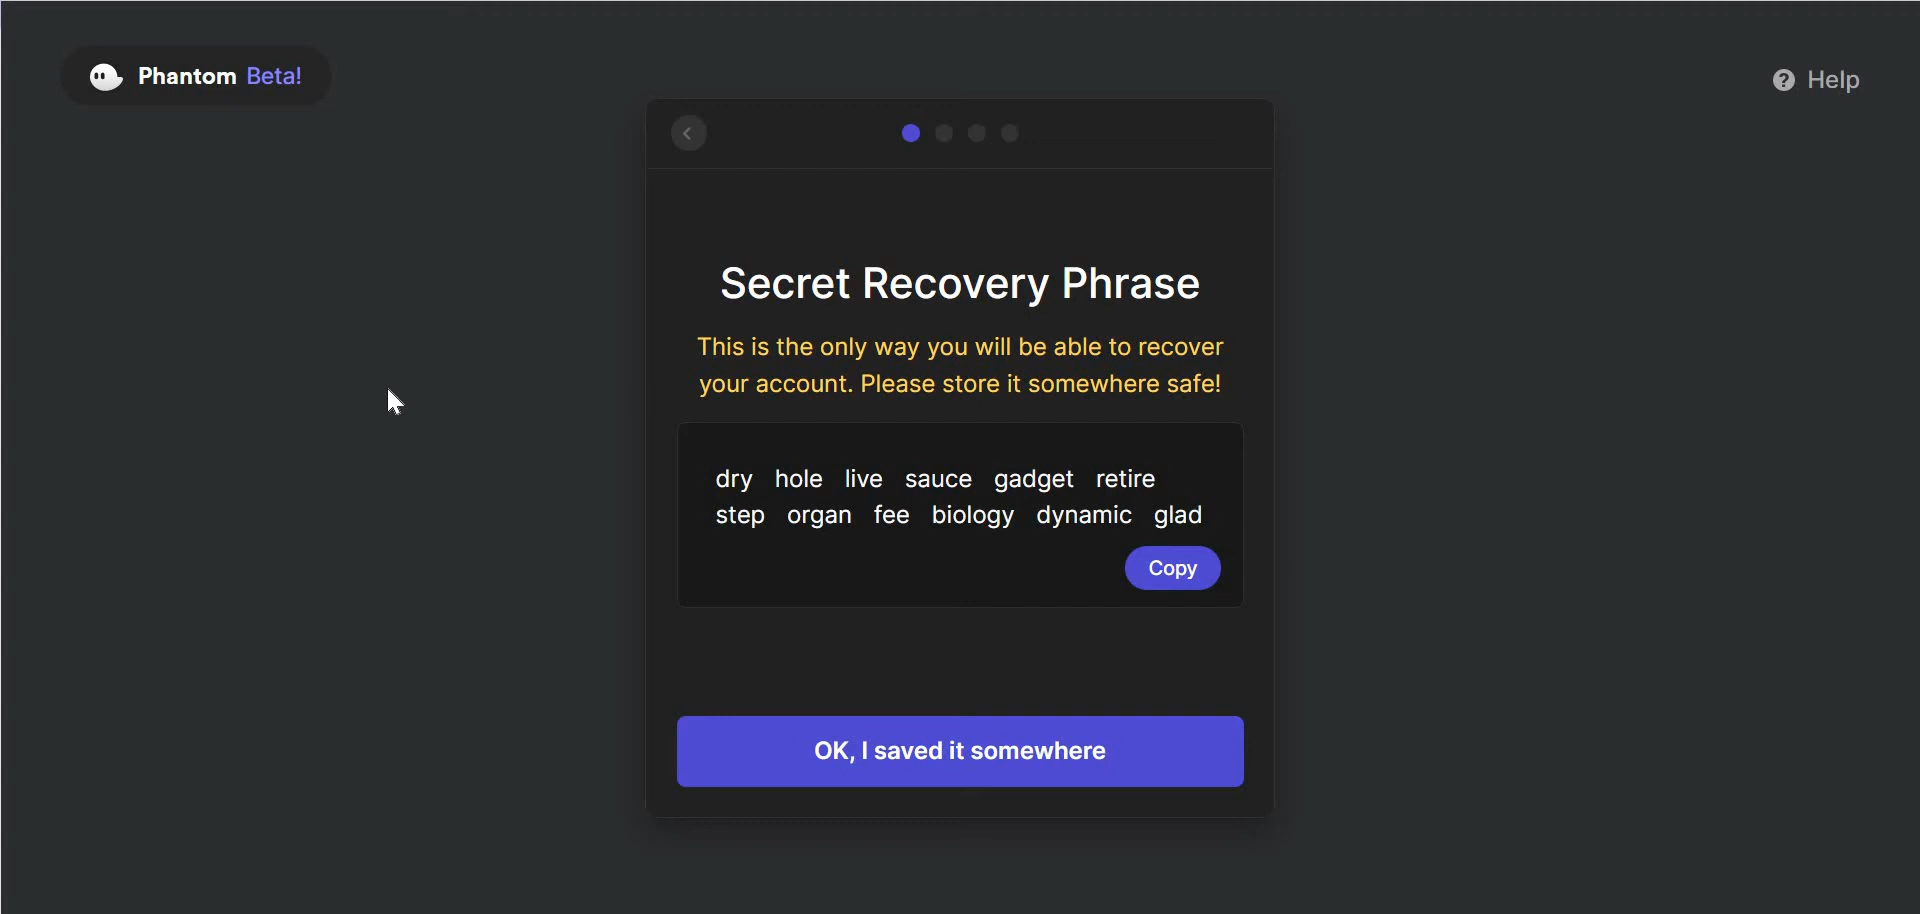 Phantom Beta!
Help
Secret Recovery Phrase
This is the only way you will be able to recover
your account. Please store it somewhere safe!
dry hole live sauce gadget retire
step organ fee biology dynamic glad
Copy
OK, I saved it somewhere